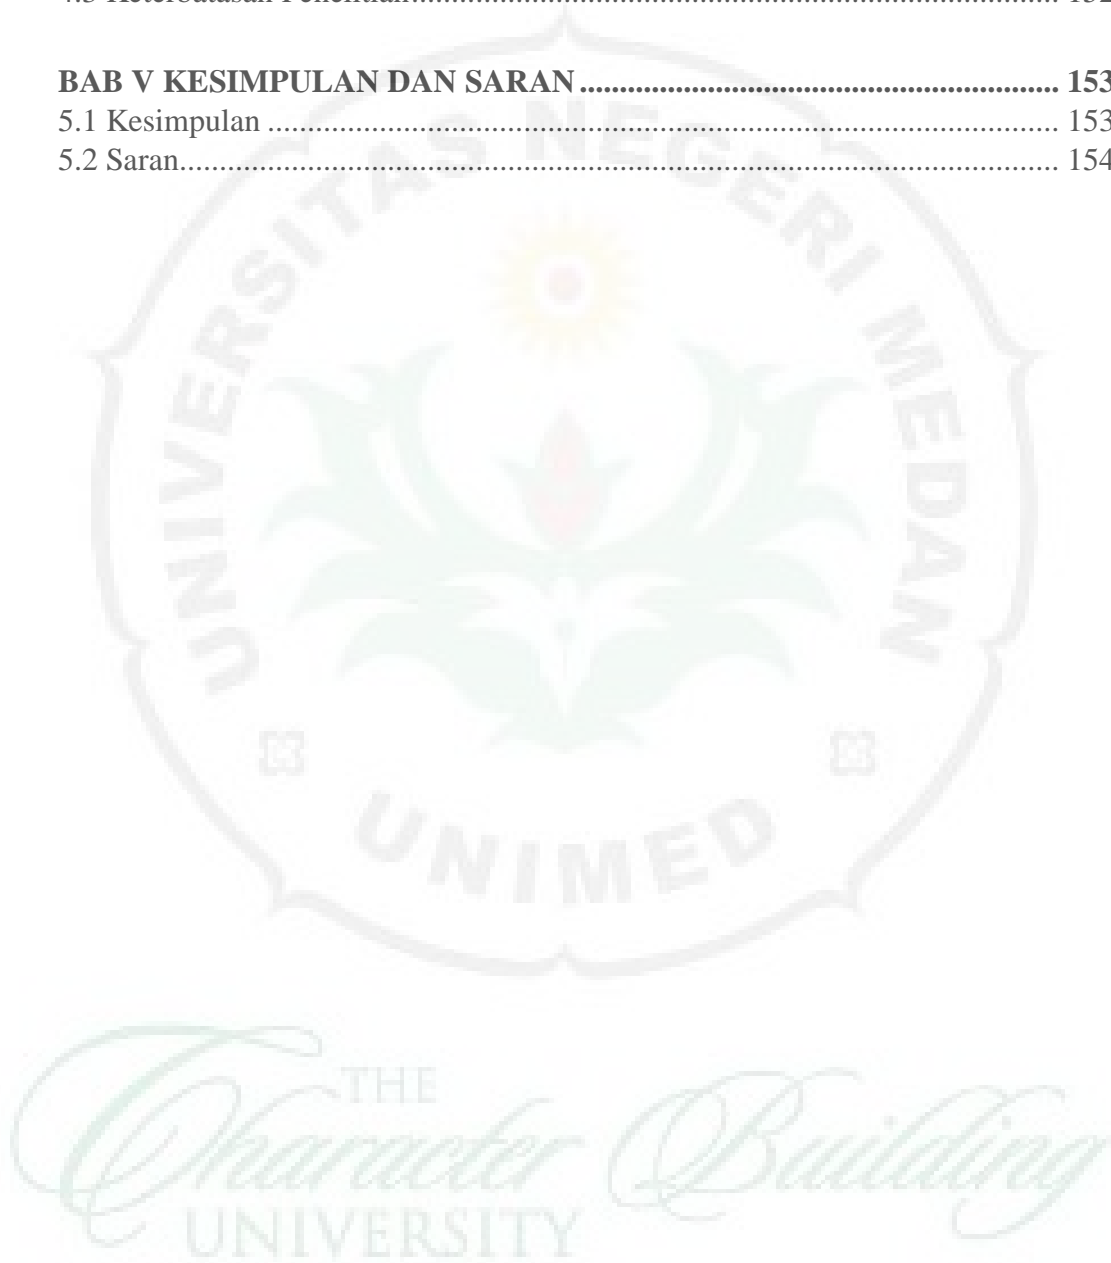 BAB V KESIMPULAN DAN SARAN ............................................................ 153
5.1 Kesimpulan .................................................................................................... 153
5.2 Saran............................................................................................................... 154
UNIVERSITAS NEGERI MEDAN
UNIMED
THE
Character Building
UNIVERSITY